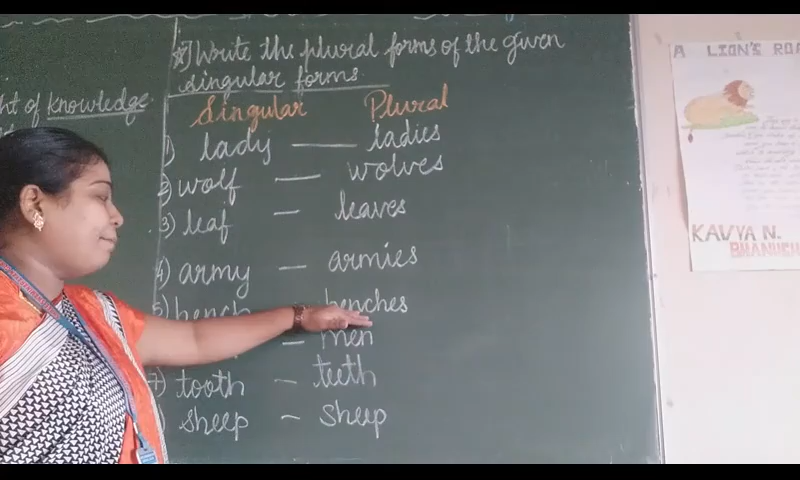 ht of knowledge
*] Write the plural forms of the given
singular forms.
Singular Plural
1) lady — ladies
2) wolf — wolves
3) leaf — leaves
4) army — armies
5) bench benches
— men
7) tooth — teeth
) sheep — sheep
A LION'S ROA
KAVYA N.